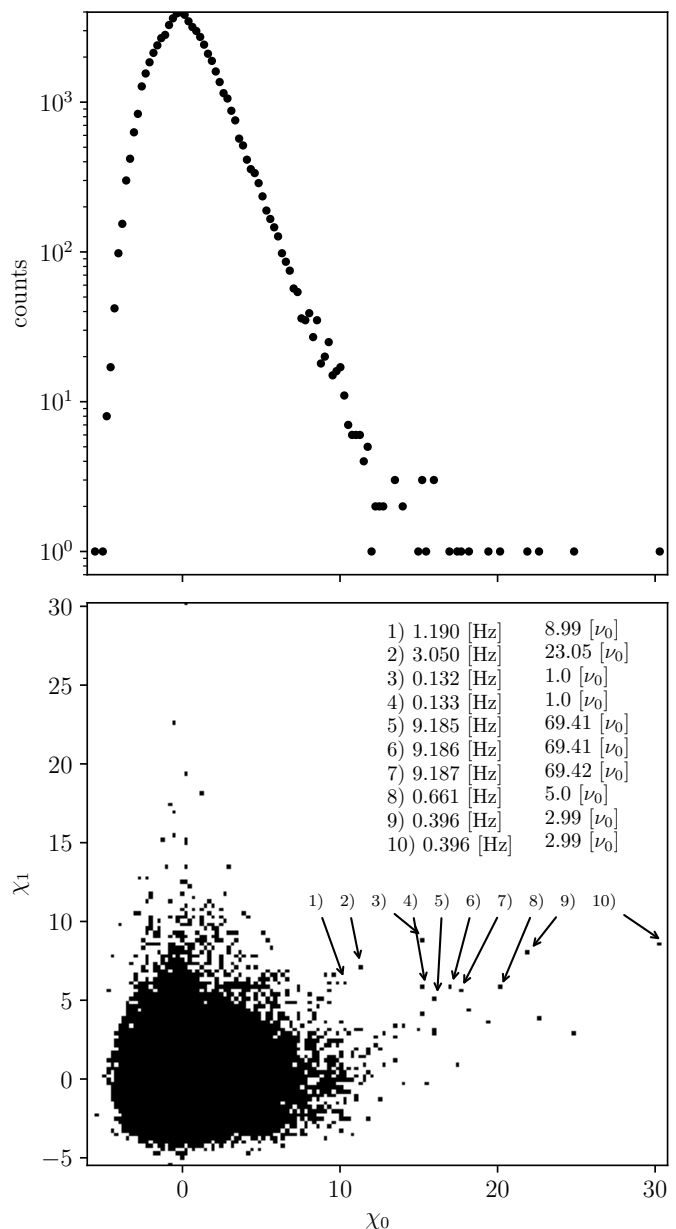 10³
10²
10¹
10⁰
counts
1) 1.190 [Hz] 8.99 [ν₀]
2) 3.050 [Hz] 23.05 [ν₀]
3) 0.132 [Hz] 1.0 [ν₀]
4) 0.133 [Hz] 1.0 [ν₀]
5) 9.185 [Hz] 69.41 [ν₀]
6) 9.186 [Hz] 69.41 [ν₀]
7) 9.187 [Hz] 69.42 [ν₀]
8) 0.661 [Hz] 5.0 [ν₀]
9) 0.396 [Hz] 2.99 [ν₀]
10) 0.396 [Hz] 2.99 [ν₀]
1) 2) 3) 4) 5) 6) 7) 8) 9) 10)
30
25
20
15
10
5
0
−5
χ₁
0 10 20 30
χ₀